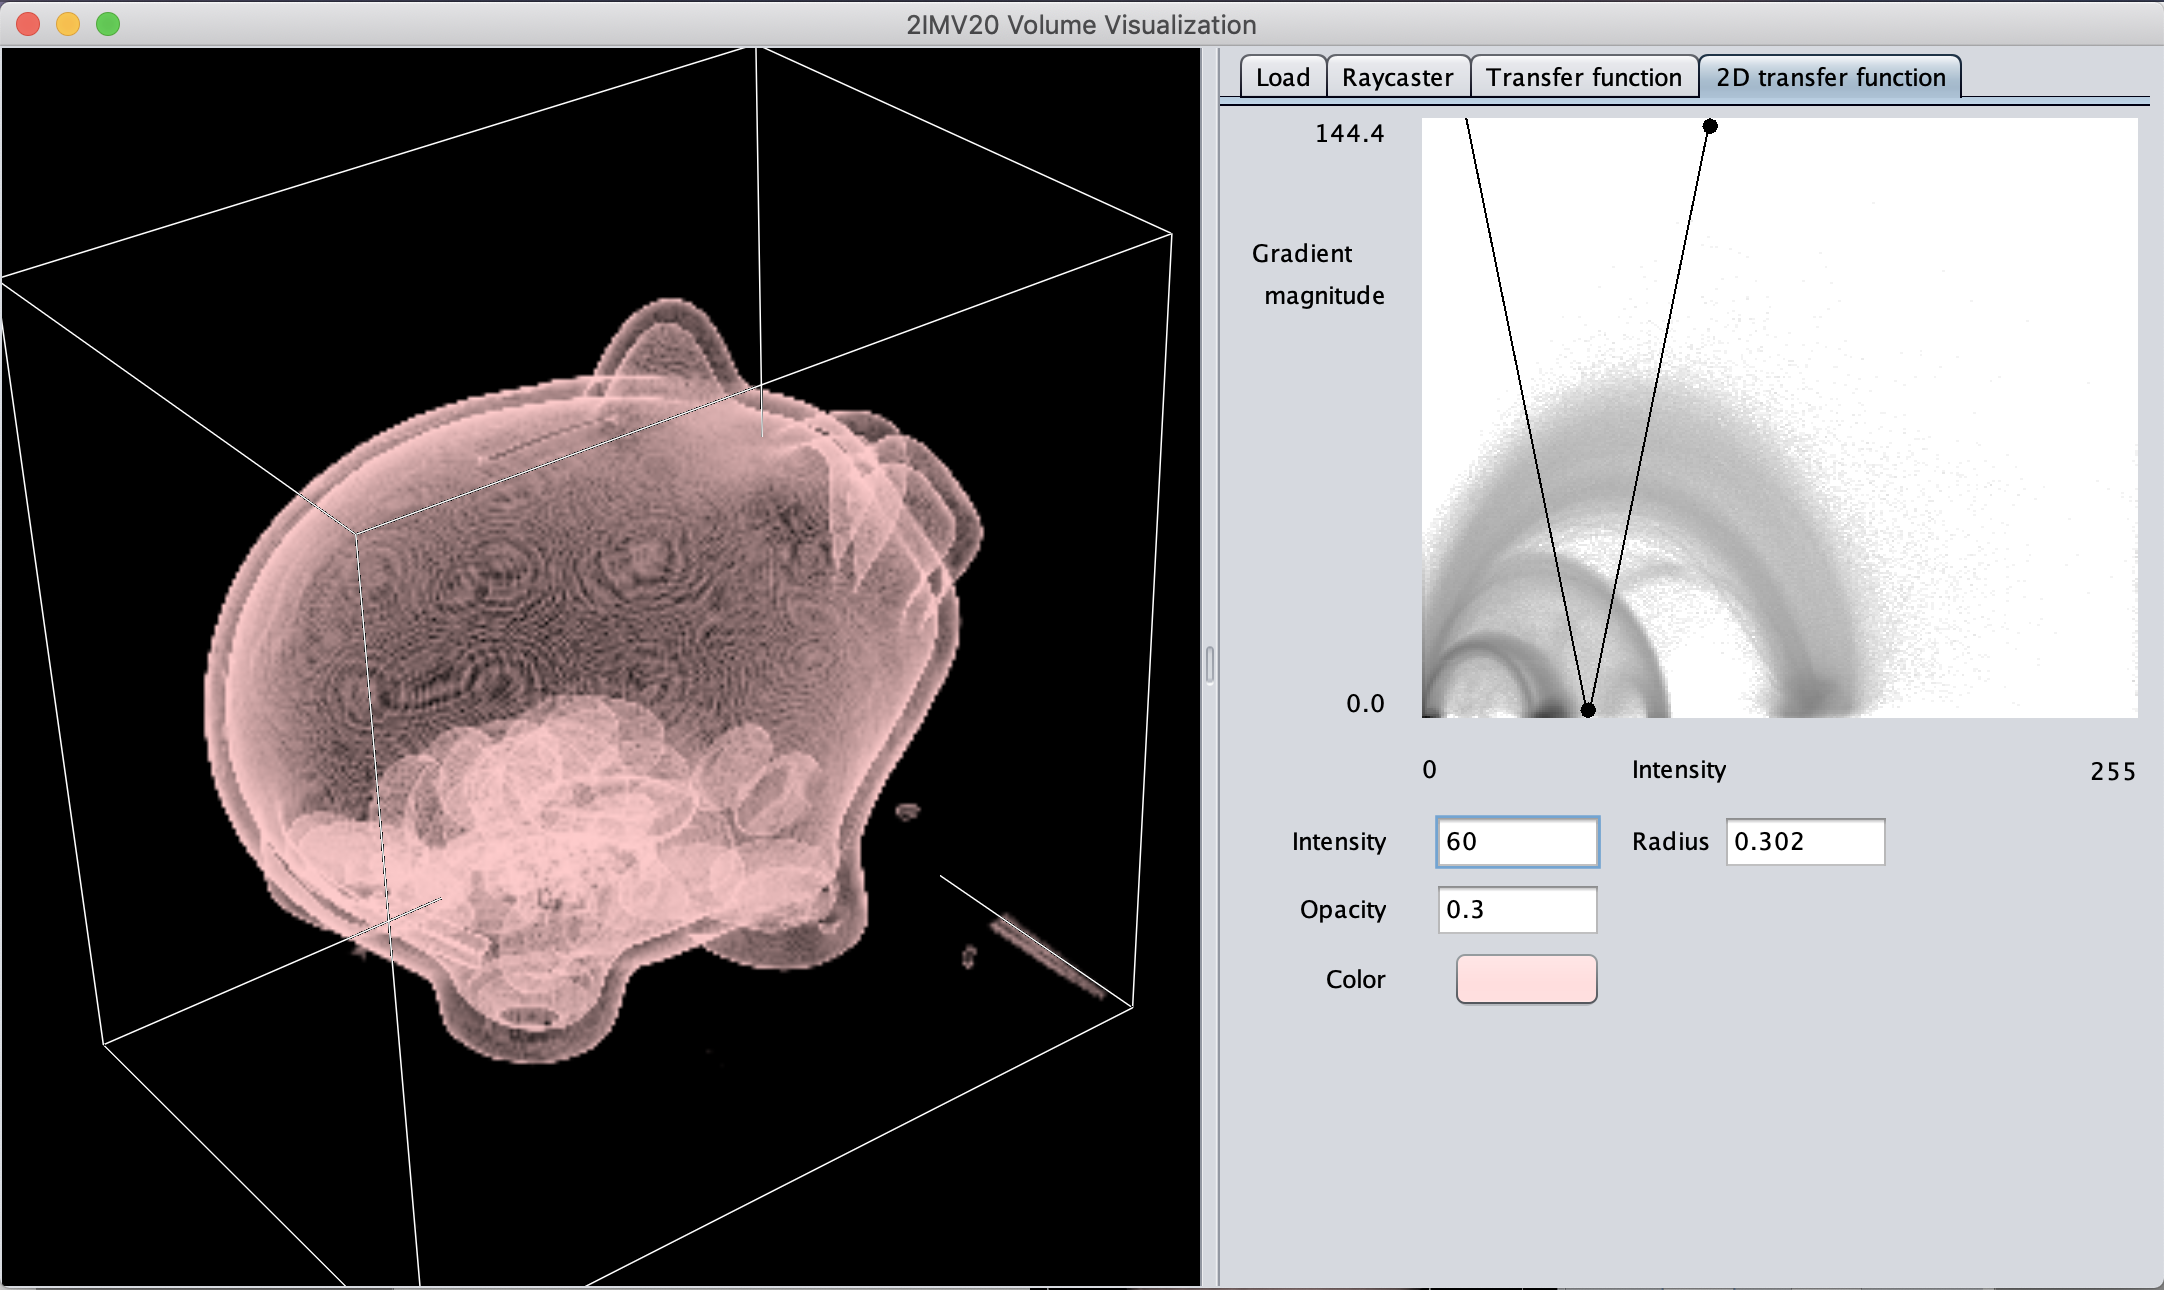 2IMV20 Volume Visualization
Load Raycaster Transfer function 2D transfer function
144.4
Gradient
magnitude
0.0
0 Intensity 255
Intensity 60 Radius 0.302
Opacity 0.3
Color